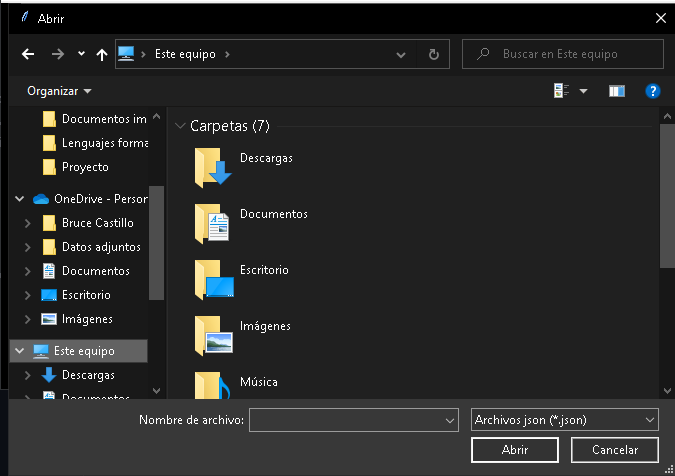 Abrir
Este equipo
Buscar en Este equipo
Organizar
Documentos im
Lenguajes forma
Proyecto
OneDrive - Person
Bruce Castillo
Datos adjuntos
Documentos
Escritorio
Imágenes
Este equipo
Descargas
Documentos
Carpetas (7)
Descargas
Documentos
Escritorio
Imágenes
Música
Nombre de archivo:
Archivos json (*.json)
Abrir
Cancelar